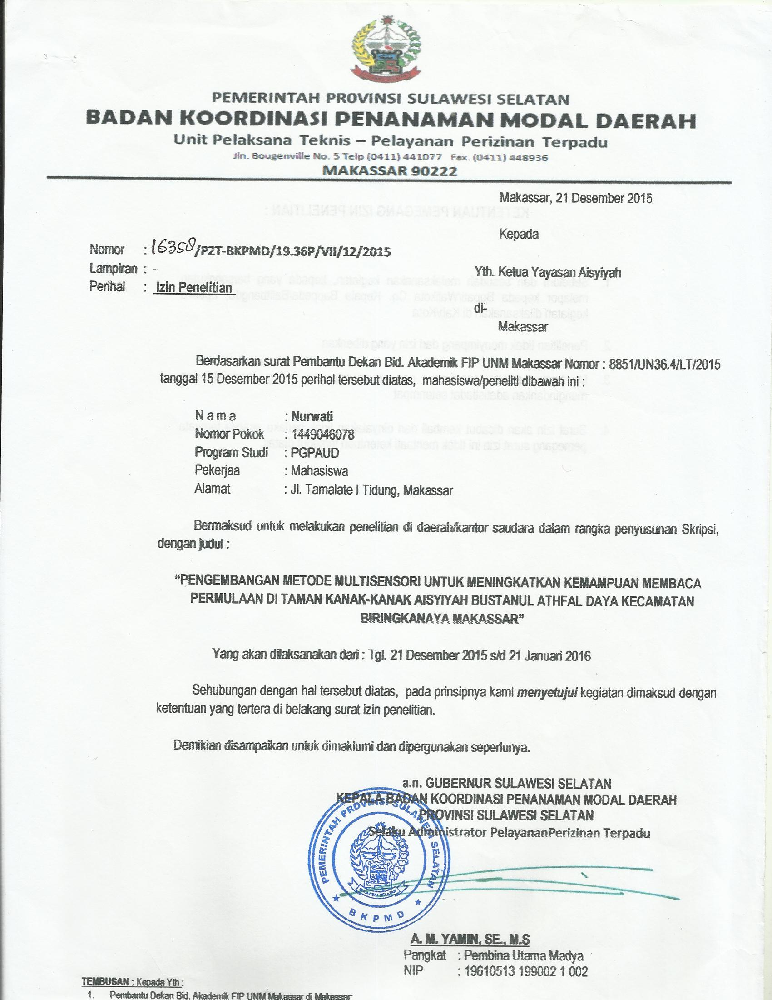 PEMERINTAH PROVINSI SULAWESI SELATAN
BADAN KOORDINASI PENANAMAN MODAL DAERAH
Unit Pelaksana Teknis – Pelayanan Perizinan Terpadu
Jln. Bougenville No. 5 Telp (0411) 441077 Fax. (0411) 448936
MAKASSAR 90222
Makassar, 21 Desember 2015
Kepada
Nomor : 16358/P2T-BKPMD/19.36P/VII/12/2015
Lampiran : -
Yth. Ketua Yayasan Aisyiyah
Perihal : Izin Penelitian
di-
Makassar
Berdasarkan surat Pembantu Dekan Bid. Akademik FIP UNM Makassar Nomor : 8851/UN36.4/LT/2015
tanggal 15 Desember 2015 perihal tersebut diatas, mahasiswa/peneliti dibawah ini :
N a m a : Nurwati
Nomor Pokok : 1449046078
Program Studi : PGPAUD
Pekerjaa : Mahasiswa
Alamat : Jl. Tamalate I Tidung, Makassar
Bermaksud untuk melakukan penelitian di daerah/kantor saudara dalam rangka penyusunan Skripsi,
dengan judul :
“PENGEMBANGAN METODE MULTISENSORI UNTUK MENINGKATKAN KEMAMPUAN MEMBACA
PERMULAAN DI TAMAN KANAK-KANAK AISYIYAH BUSTANUL ATHFAL DAYA KECAMATAN
BIRINGKANAYA MAKASSAR”
Yang akan dilaksanakan dari : Tgl. 21 Desember 2015 s/d 21 Januari 2016
Sehubungan dengan hal tersebut diatas, pada prinsipnya kami menyetujui kegiatan dimaksud dengan
ketentuan yang tertera di belakang surat izin penelitian.
Demikian disampaikan untuk dimaklumi dan dipergunakan seperlunya.
a.n. GUBERNUR SULAWESI SELATAN
KEPALA BADAN KOORDINASI PENANAMAN MODAL DAERAH
PROVINSI SULAWESI SELATAN
Selaku Administrator PelayananPerizinan Terpadu
PEMERINTAH PROVINSI SULAWESI SELATAN
SULAWESI SELATAN
BKPMD
A. M. YAMIN, SE., M.S
Pangkat : Pembina Utama Madya
NIP : 19610513 199002 1 002
TEMBUSAN : Kepada Yth :
1. Pembantu Dekan Bid. Akademik FIP UNM Makassar di Makassar;